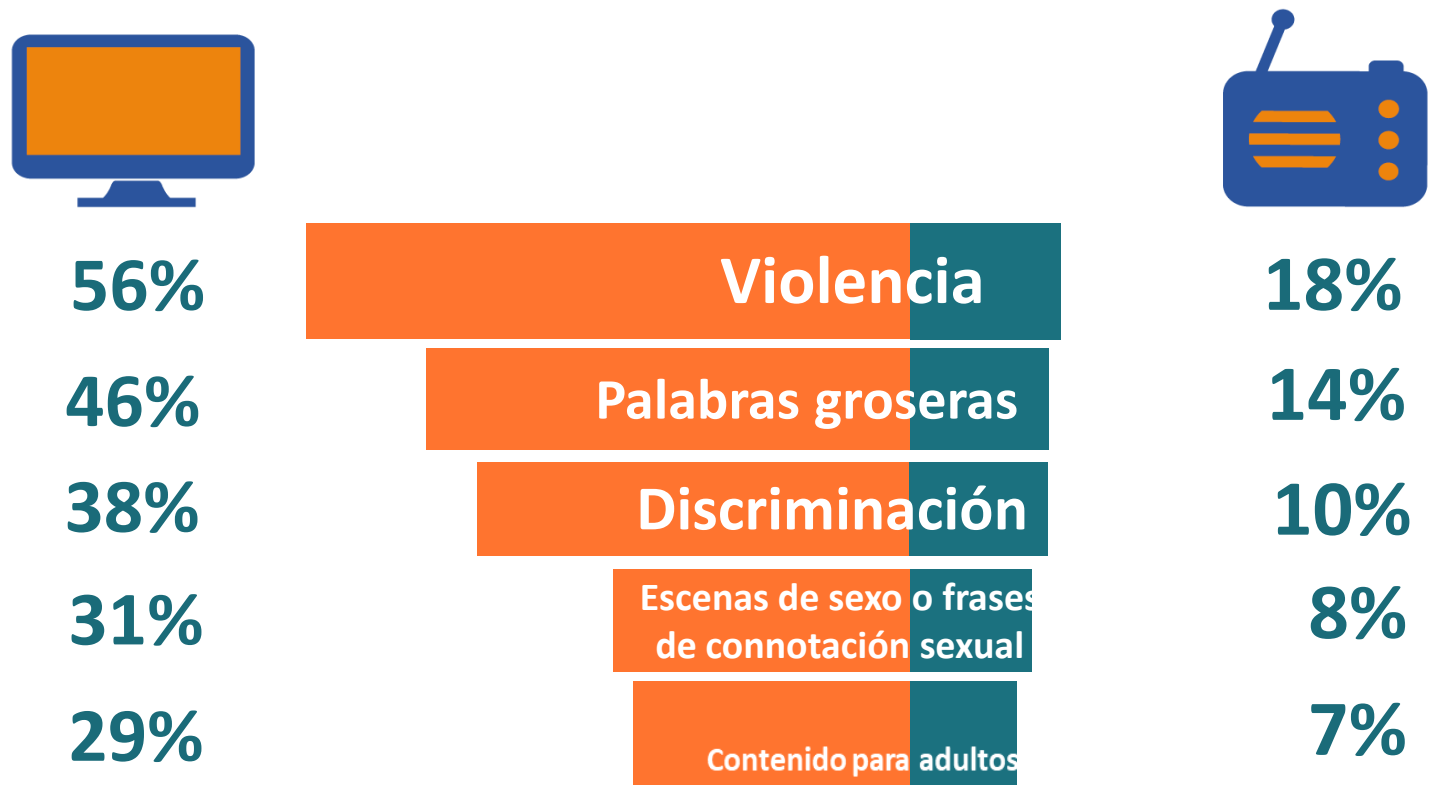 56% Violencia 18%
46% Palabras groseras 14%
38% Discriminación 10%
31% Escenas de sexo o frases 8%
de connotación sexual
29% Contenido para adultos 7%